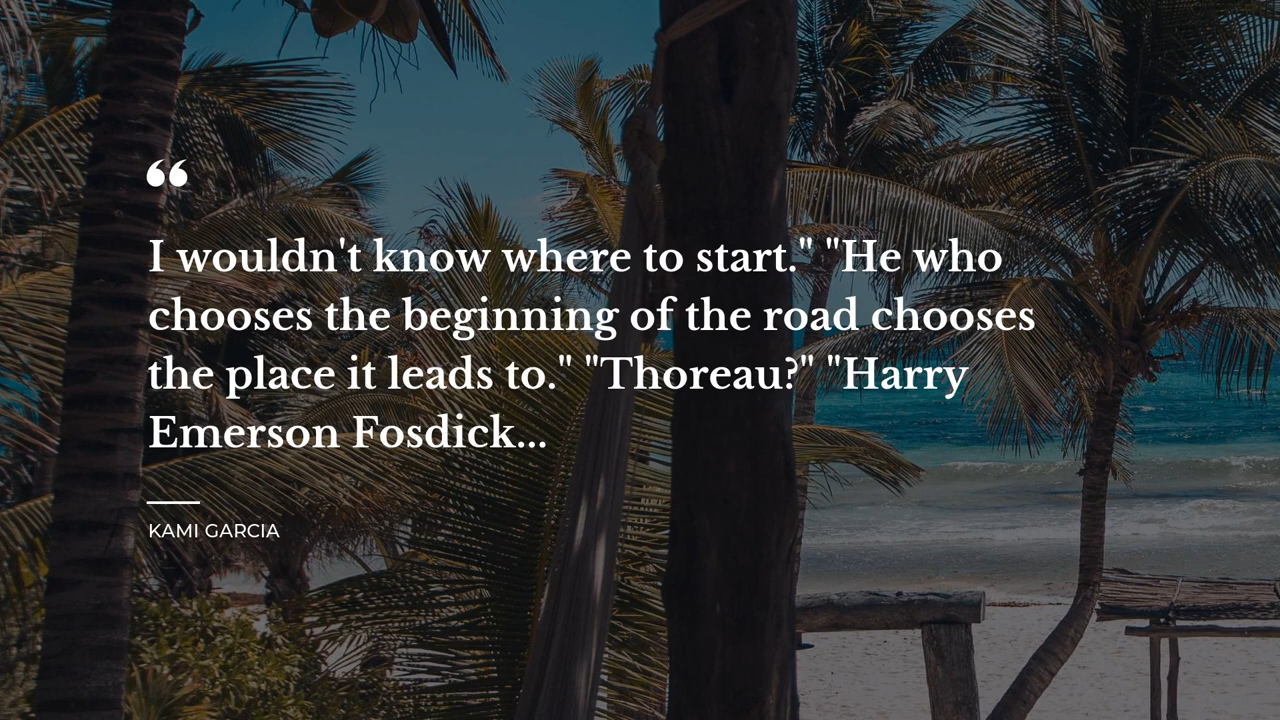 “
I wouldn't know where to start." "He who
chooses the beginning of the road chooses
the place it leads to." "Thoreau?" "Harry
Emerson Fosdick...
KAMI GARCIA